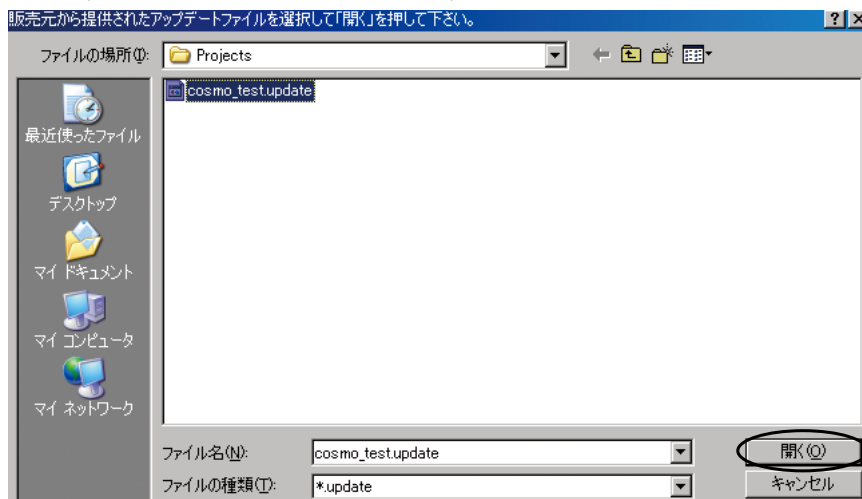 販売元から提供されたアップデートファイルを選択して「開く」を押して下さい。
ファイルの場所(I):
Projects
cosmo_test.update
最近使ったファイル
デスクトップ
マイ ドキュメント
マイ コンピュータ
マイ ネットワーク
ファイル名(N):
cosmo_test.update
開く(O)
ファイルの種類(T):
*.update
キャンセル